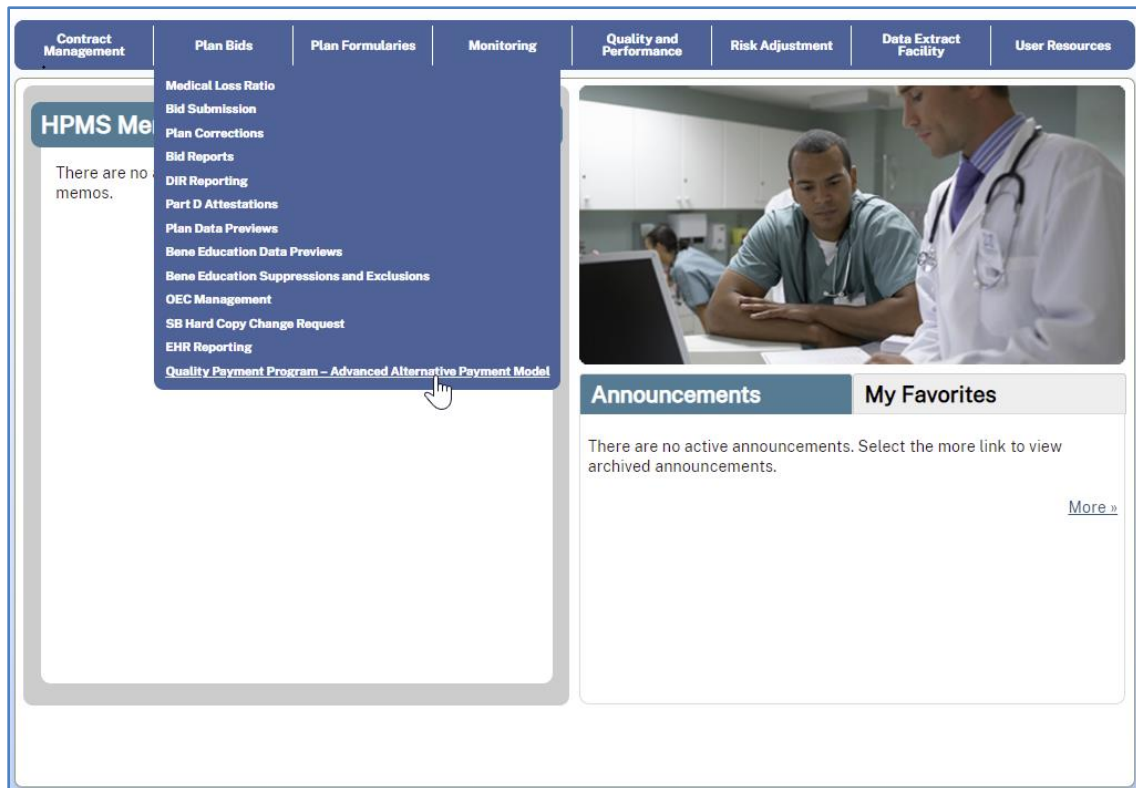 Contract
Management
Plan Bids
Plan Formularies
Monitoring
Quality and
Performance
Risk Adjustment
Data Extract
Facility
User Resources
Medical Loss Ratio
Bid Submission
Plan Corrections
Bid Reports
DIR Reporting
Part D Attestations
Plan Data Previews
Bene Education Data Previews
Bene Education Suppressions and Exclusions
OEC Management
SB Hard Copy Change Request
EHR Reporting
Quality Payment Program – Advanced Alternative Payment Model
HPMS
There are no
memos.
Announcements
My Favorites
There are no active announcements. Select the more link to view
archived announcements.
More »